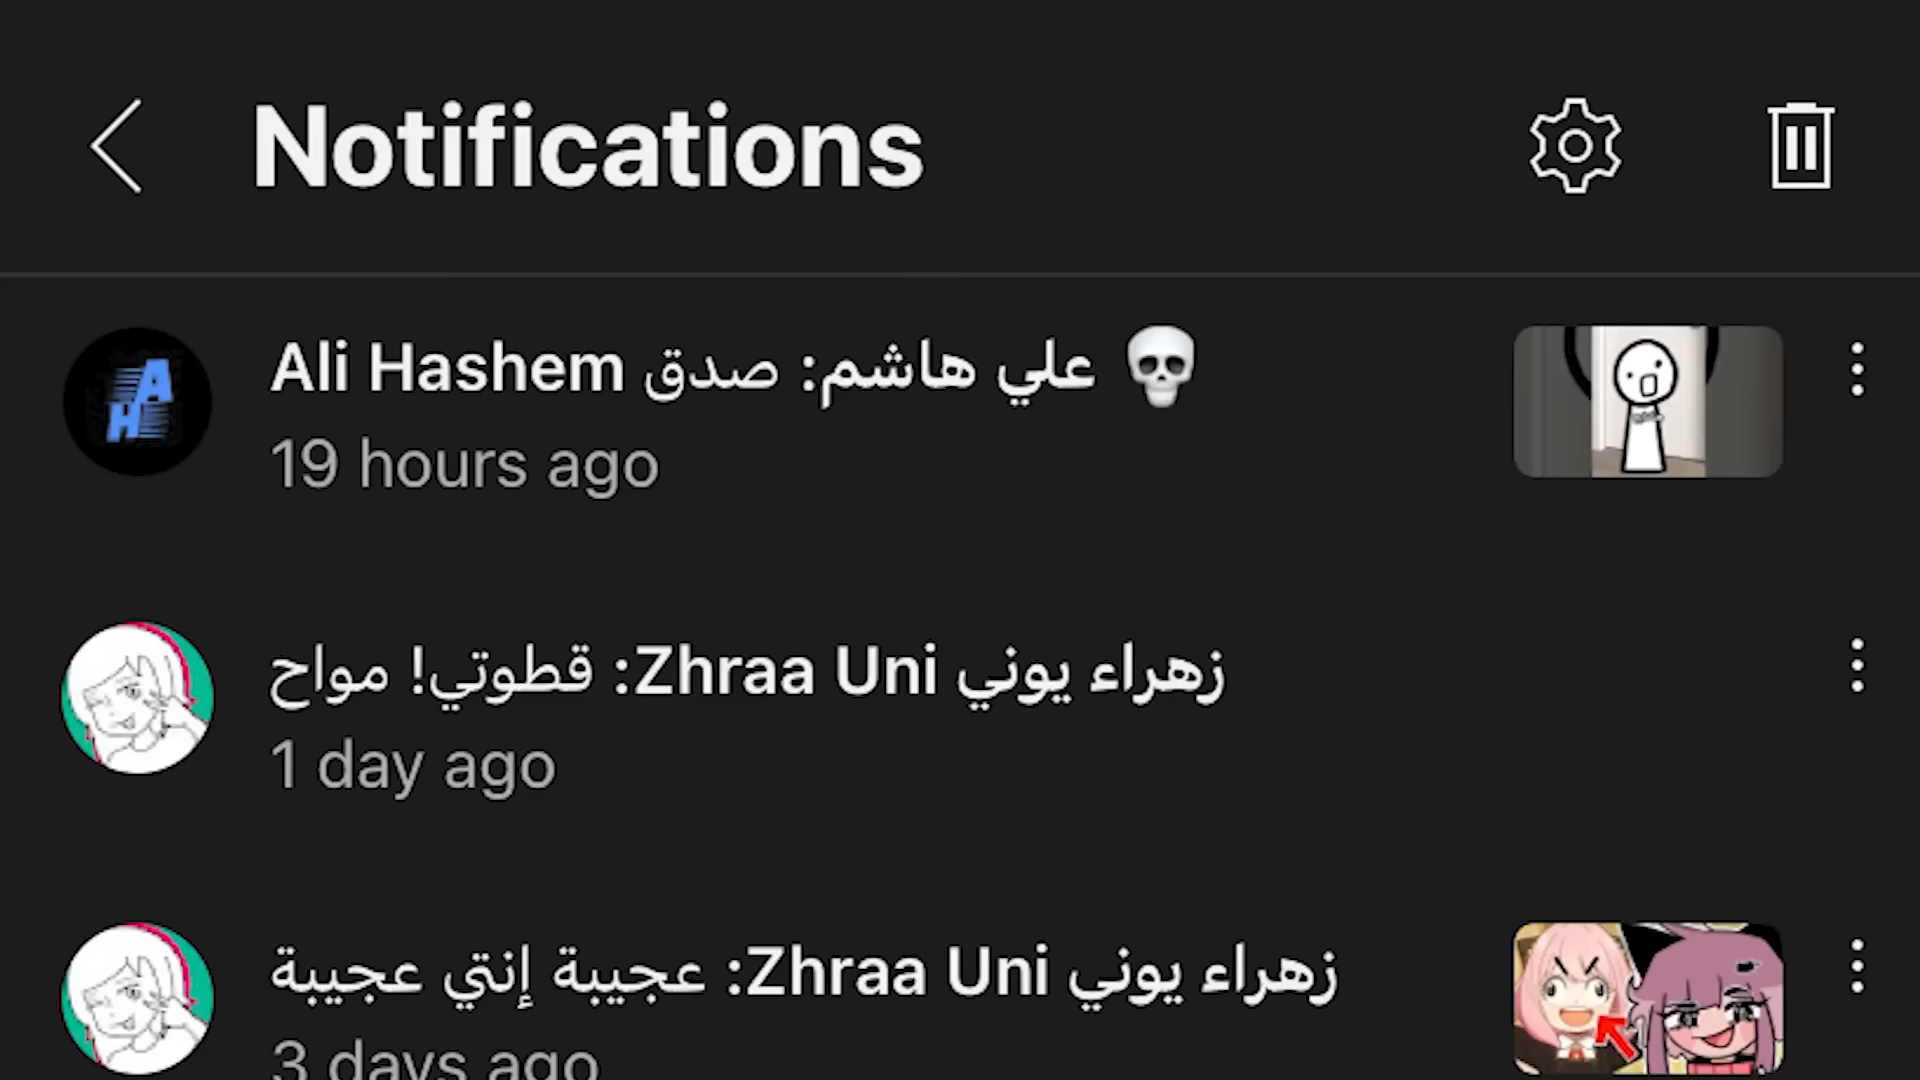 Notifications
Ali Hashem علي هاشم: صدق 💀
19 hours ago
زهراء يوني Zhraa Uni: قطوتي! مواح
1 day ago
زهراء يوني Zhraa Uni: عجيبة إنتي عجيبة
3 days ago
AH